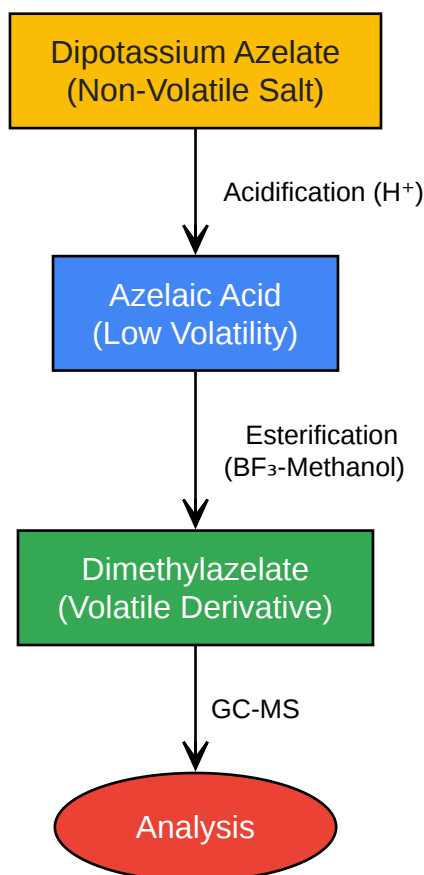 Dipotassium Azelate
(Non-Volatile Salt)
Acidification (H⁺)
Azelaic Acid
(Low Volatility)
Esterification
(BF₃-Methanol)
Dimethylazelate
(Volatile Derivative)
GC-MS
Analysis